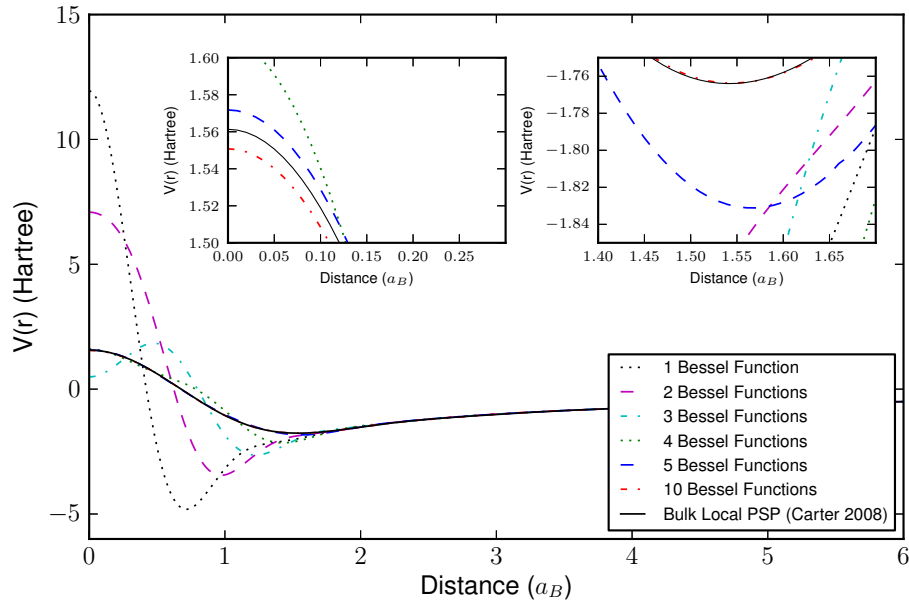 15
10
5
0
−5
V(r) (Hartree)
0
1
2
3
4
5
6
Distance (a_B)
1.60
1.58
1.56
1.54
1.52
1.50
V(r) (Hartree)
0.00
0.05
0.10
0.15
0.20
0.25
Distance (a_B)
−1.76
−1.78
−1.80
−1.82
−1.84
V(r) (Hartree)
1.40
1.45
1.50
1.55
1.60
1.65
Distance (a_B)
1 Bessel Function
2 Bessel Functions
3 Bessel Functions
4 Bessel Functions
5 Bessel Functions
10 Bessel Functions
Bulk Local PSP (Carter 2008)